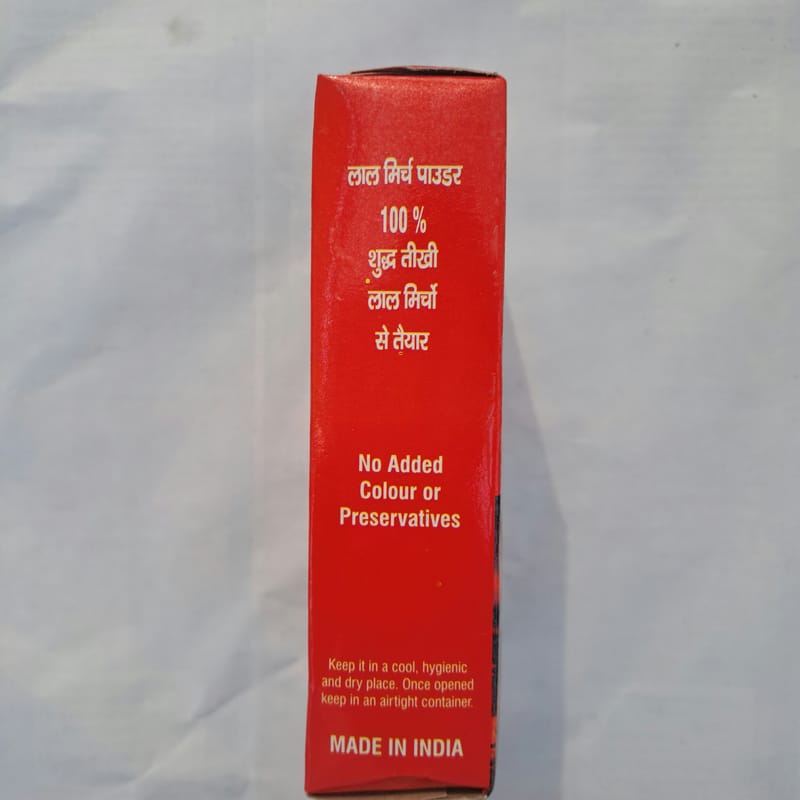 लाल मिर्च पाउडर
100 %
शुद्ध तीखी
लाल मिर्चो
से तैयार
No Added
Colour or
Preservatives
Keep it in a cool, hygienic
and dry place. Once opened
keep in an airtight container.
MADE IN INDIA